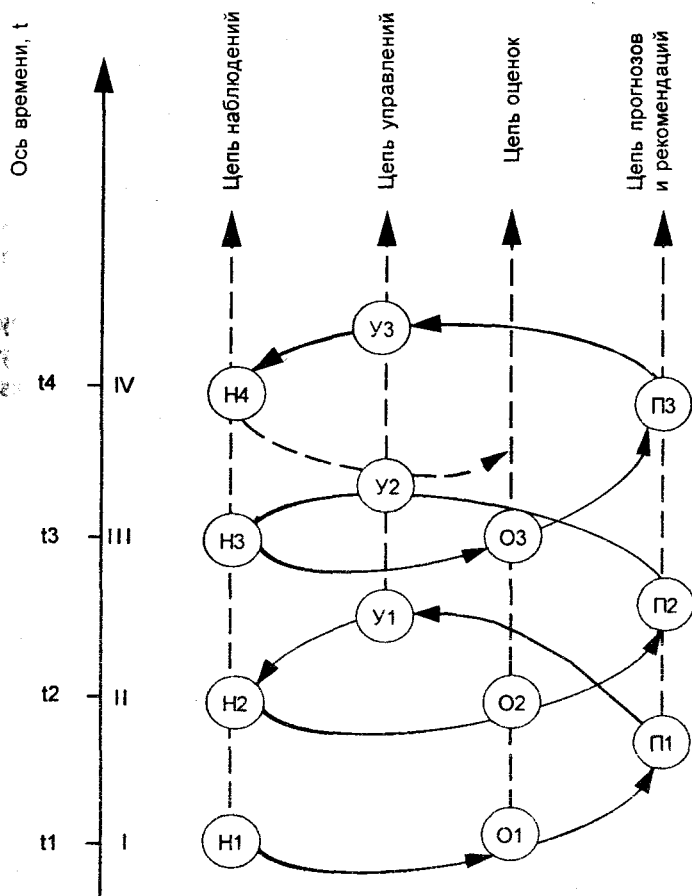 Ось времени, t
Цепь наблюдений
Цепь управлений
Цепь оценок
Цепь прогнозов
и рекомендаций
У3
t4 IV Н4 П3
У2
t3 III Н3 О3
У1 П2
t2 II Н2 О2
П1
t1 I Н1 О1